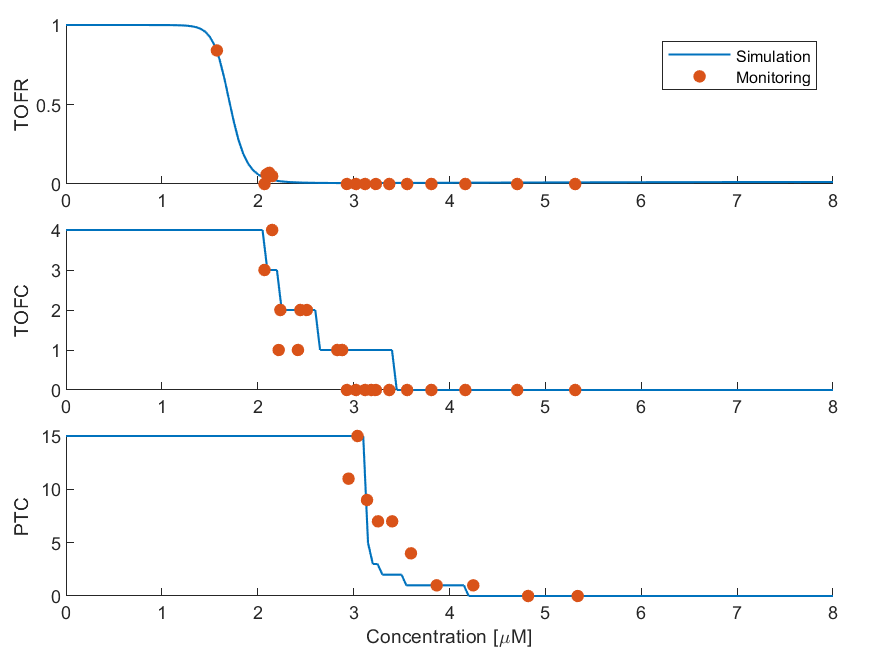 TOFR
1
0.5
0
0 1 2 3 4 5 6 7 8
Simulation
Monitoring
TOFC
4
3
2
1
0
0 1 2 3 4 5 6 7 8
PTC
15
10
5
0
0 1 2 3 4 5 6 7 8
Concentration [μM]